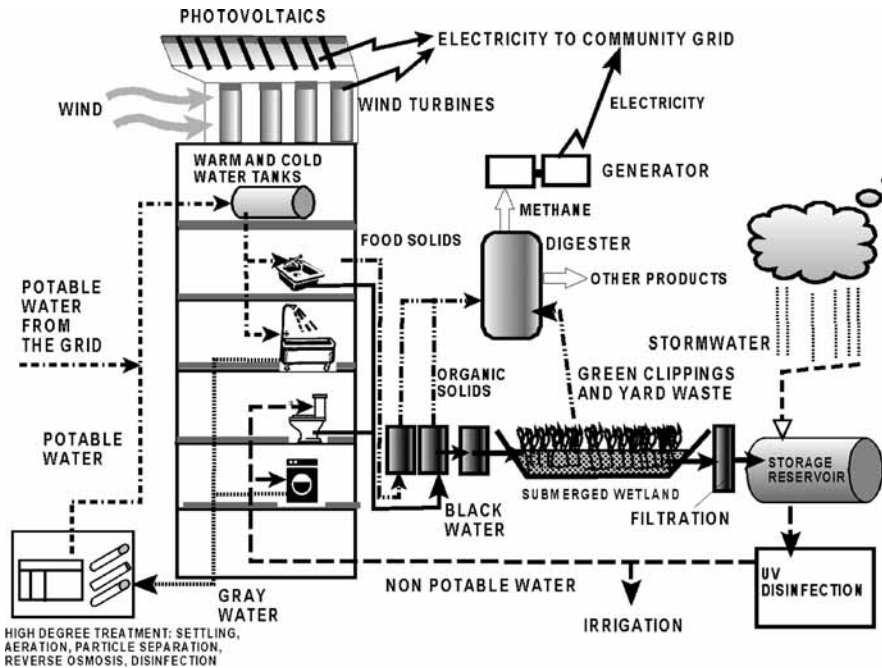 PHOTOVOLTAICS
ELECTRICITY TO COMMUNITY GRID
WIND
WIND TURBINES
ELECTRICITY
WARM AND COLD
WATER TANKS
GENERATOR
METHANE
FOOD SOLIDS
DIGESTER
OTHER PRODUCTS
POTABLE
WATER
FROM
THE GRID
STORMWATER
ORGANIC
SOLIDS
GREEN CLIPPINGS
AND YARD WASTE
POTABLE
WATER
STORAGE
RESERVOIR
SUBMERGED WETLAND
BLACK
WATER
FILTRATION
GRAY
WATER
NON POTABLE WATER
UV
DISINFECTION
IRRIGATION
HIGH DEGREE TREATMENT: SETTLING,
AERATION, PARTICLE SEPARATION,
REVERSE OSMOSIS, DISINFECTION